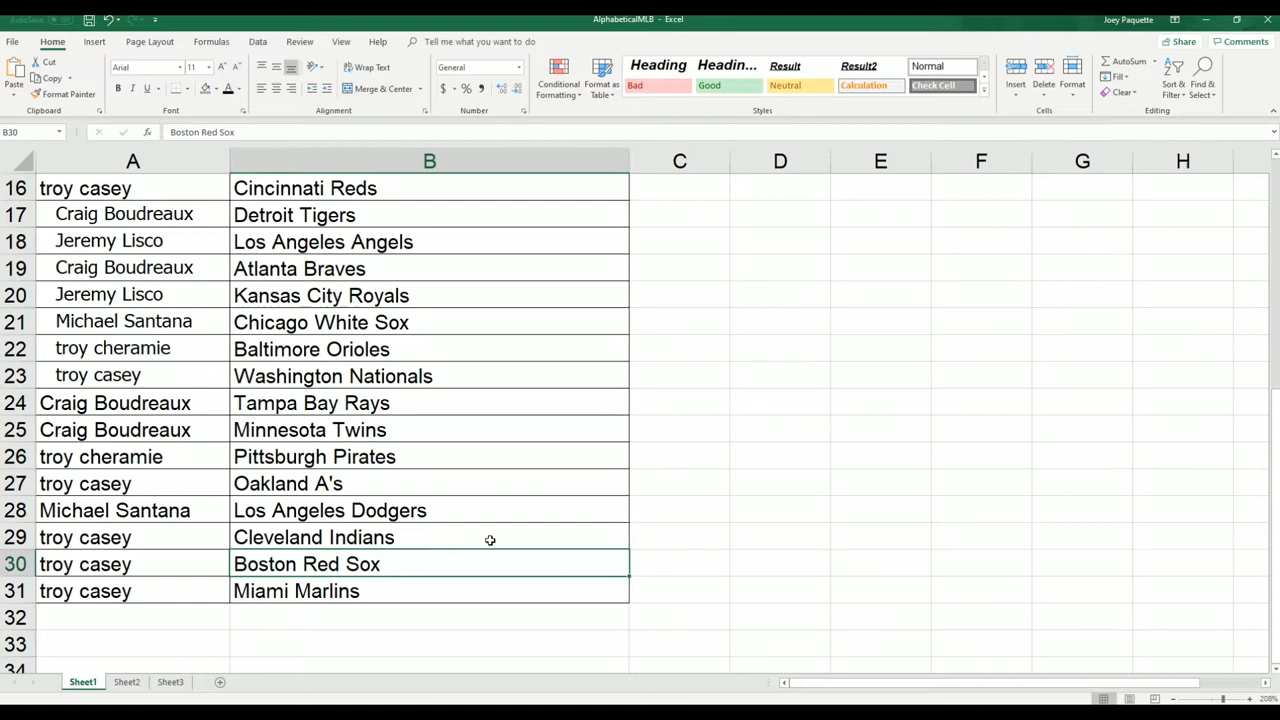 AutoSave Off
AlphabeticalMLB - Excel
Joey Paquette
File Home Insert Page Layout Formulas Data Review View Help Tell me what you want to do Share Comments
Paste Cut Copy Format Painter Clipboard
Arial 11 Font
Wrap Text Merge & Center Alignment
General Number
Conditional Formatting Format as Table
Heading Headin... Result Result2 Normal
Bad Good Neutral Calculation Check Cell
Styles
Insert Delete Format Cells
AutoSum Fill Clear Sort & Filter Find & Select Editing
B30 fx Boston Red Sox
A B C D E F G H
16 troy casey Cincinnati Reds
17 Craig Boudreaux Detroit Tigers
18 Jeremy Lisco Los Angeles Angels
19 Craig Boudreaux Atlanta Braves
20 Jeremy Lisco Kansas City Royals
21 Michael Santana Chicago White Sox
22 troy cheramie Baltimore Orioles
23 troy casey Washington Nationals
24 Craig Boudreaux Tampa Bay Rays
25 Craig Boudreaux Minnesota Twins
26 troy cheramie Pittsburgh Pirates
27 troy casey Oakland A's
28 Michael Santana Los Angeles Dodgers
29 troy casey Cleveland Indians
30 troy casey Boston Red Sox
31 troy casey Miami Marlins
32
33
34
Sheet1 Sheet2 Sheet3
208%